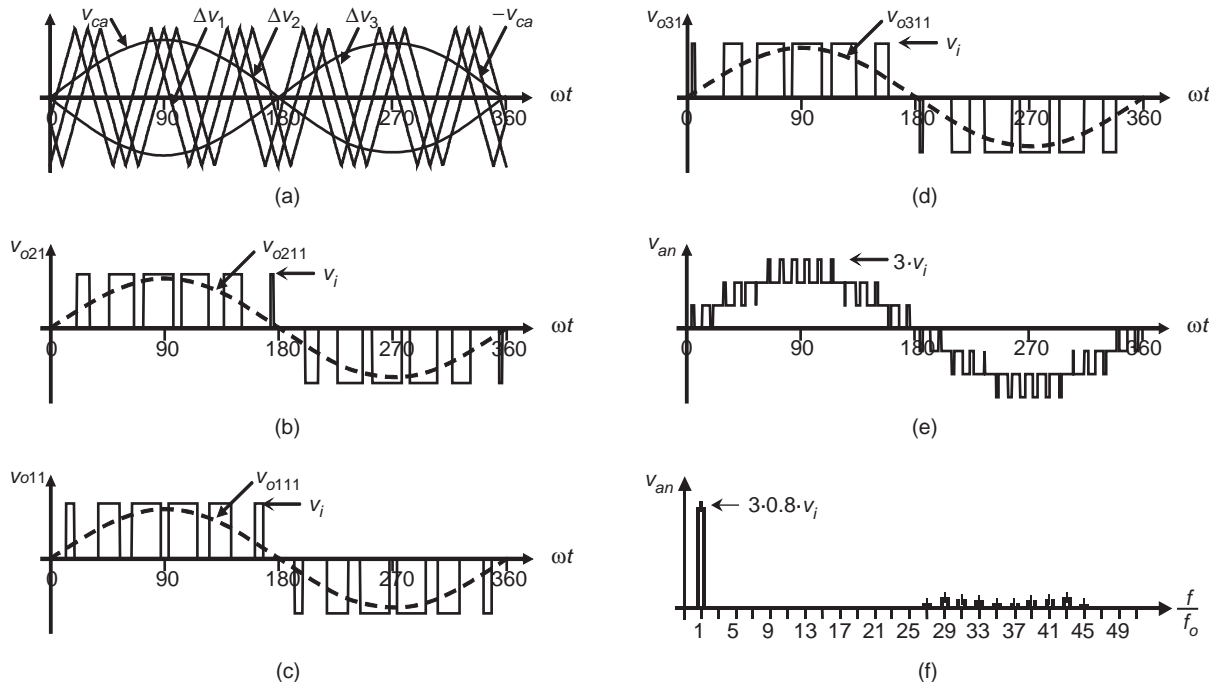 v_ca Δv_1 Δv_2 Δv_3 −v_ca
ωt
0 90 180 270 360
(a)
v_o21 v_o211
v_i
ωt
0 90 180 270 360
(b)
vo11 v_o111
v_i
ωt
0 90 180 270 360
(c)
v_o31 v_o311
v_i
ωt
0 90 180 270 360
(d)
v_an
3·v_i
ωt
0 90 180 270 360
(e)
v_an
3·0.8·v_i
f
f_o
1 5 9 13 17 21 25 29 33 37 41 45 49
(f)